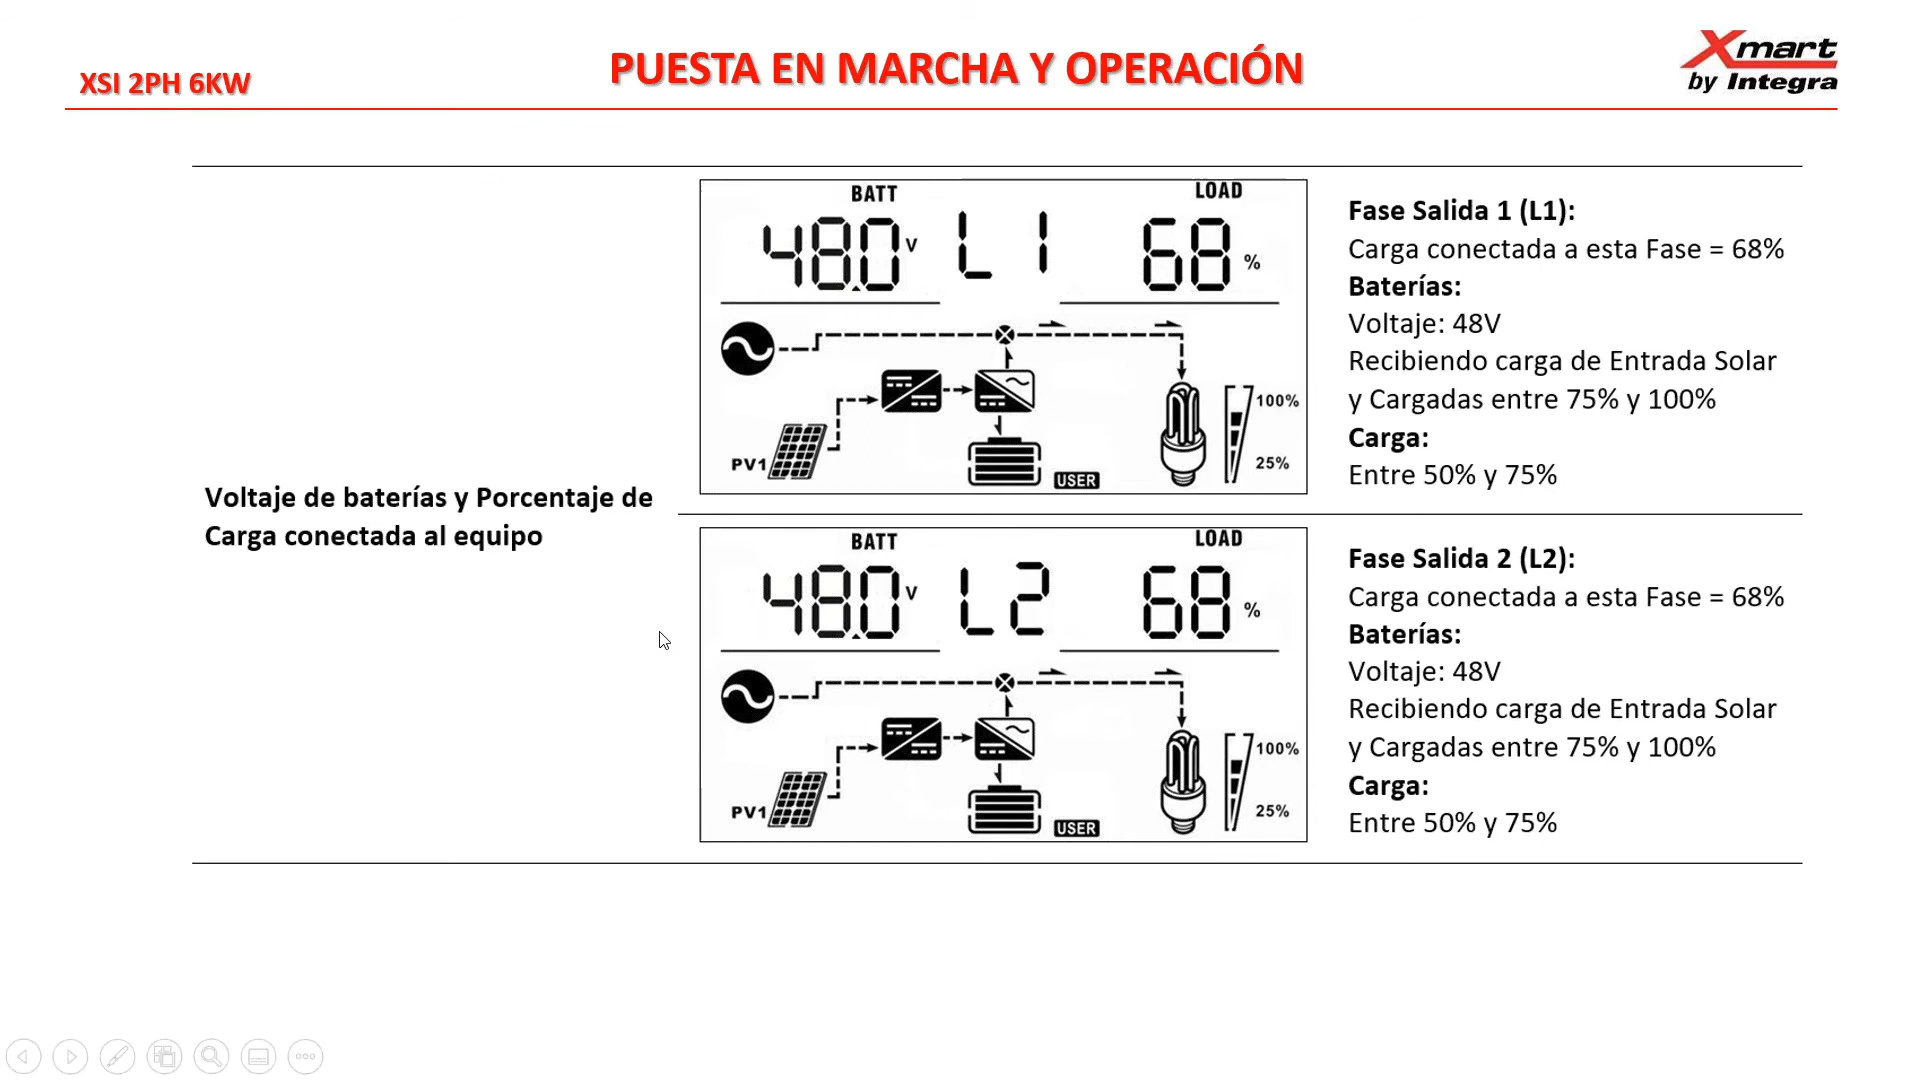 XSI 2PH 6KW
PUESTA EN MARCHA Y OPERACIÓN
Xmart
by Integra
Voltaje de baterías y Porcentaje de
Carga conectada al equipo
BATT
LOAD
48.0 V
L1
68 %
PV1
USER
100%
25%
Fase Salida 1 (L1):
Carga conectada a esta Fase = 68%
Baterías:
Voltaje: 48V
Recibiendo carga de Entrada Solar
y Cargadas entre 75% y 100%
Carga:
Entre 50% y 75%
BATT
LOAD
48.0 V
L2
68 %
PV1
USER
100%
25%
Fase Salida 2 (L2):
Carga conectada a esta Fase = 68%
Baterías:
Voltaje: 48V
Recibiendo carga de Entrada Solar
y Cargadas entre 75% y 100%
Carga:
Entre 50% y 75%